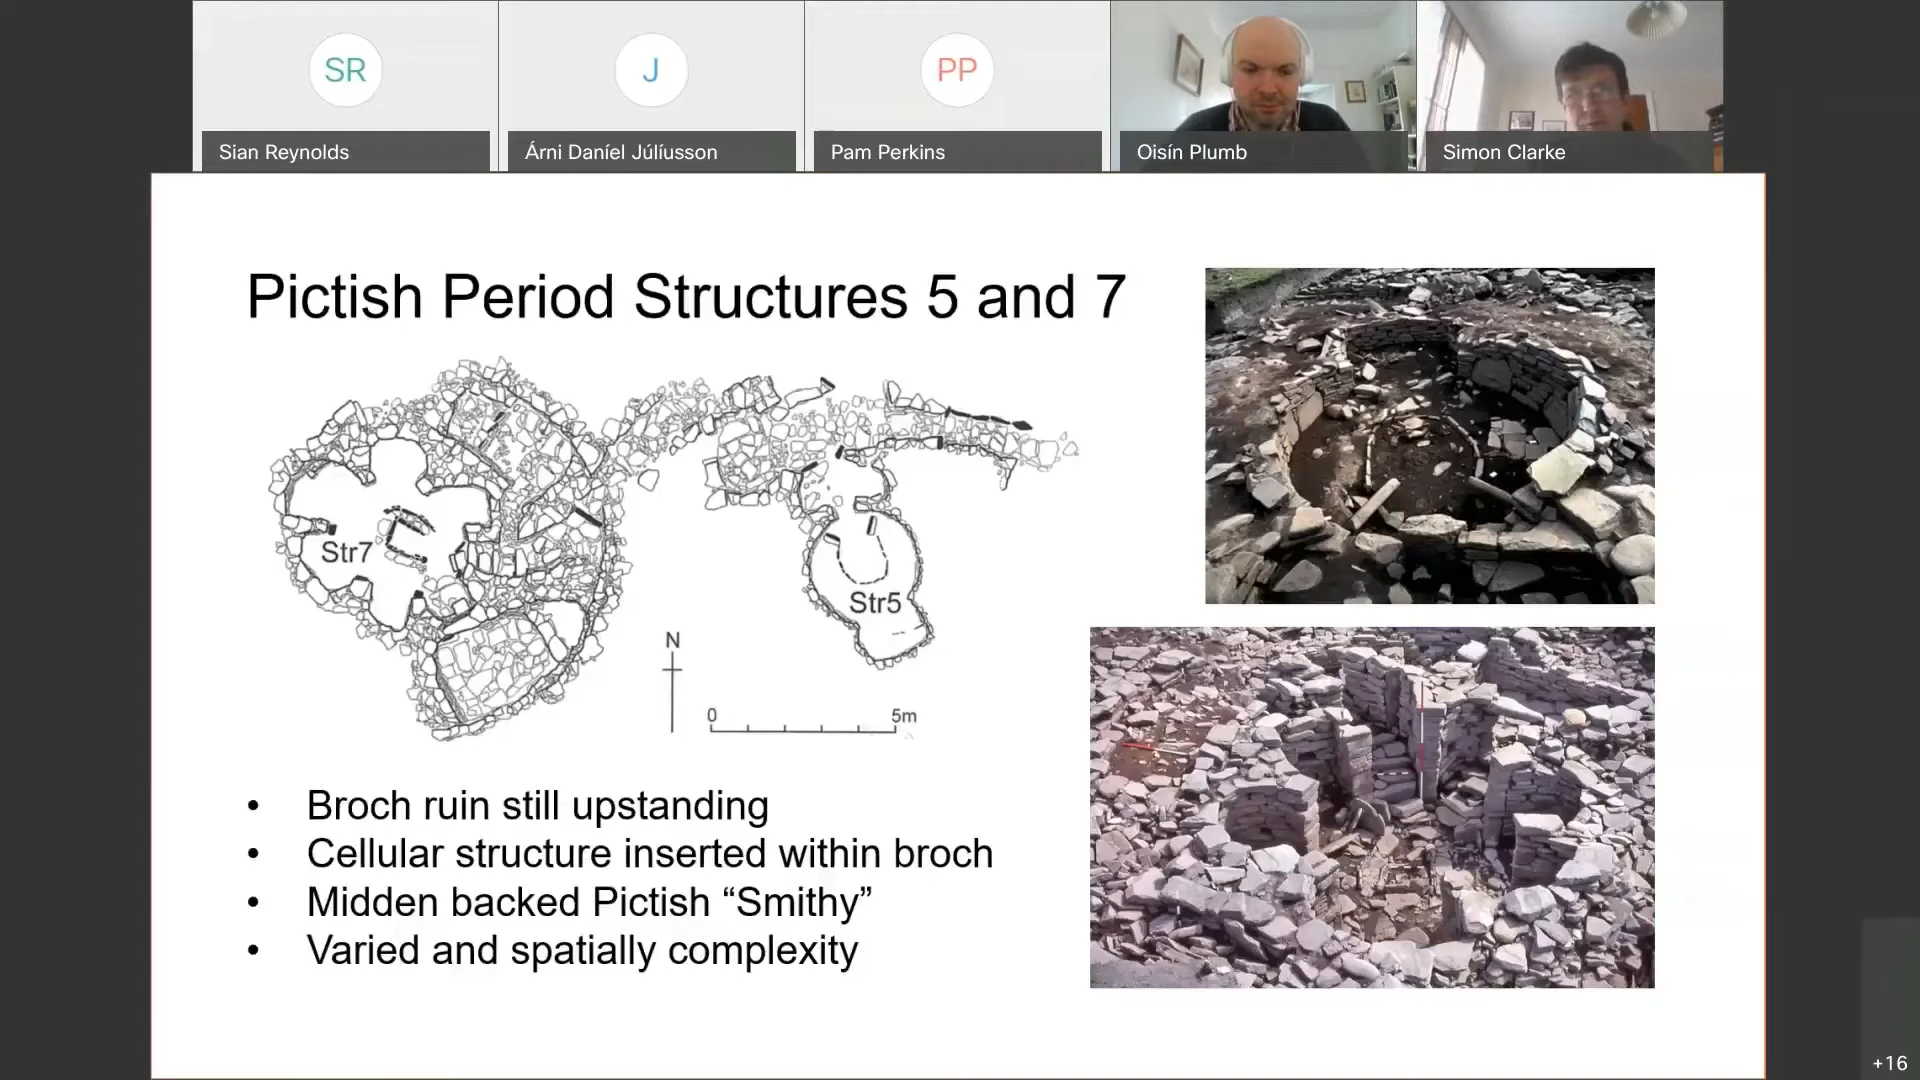 SR
J
PP
Sian Reynolds
Árni Daníel Júlíusson
Pam Perkins
Oisín Plumb
Simon Clarke
Pictish Period Structures 5 and 7
Str7
Str5
N
0
5m
• Broch ruin still upstanding
• Cellular structure inserted within broch
• Midden backed Pictish “Smithy”
• Varied and spatially complexity
+16